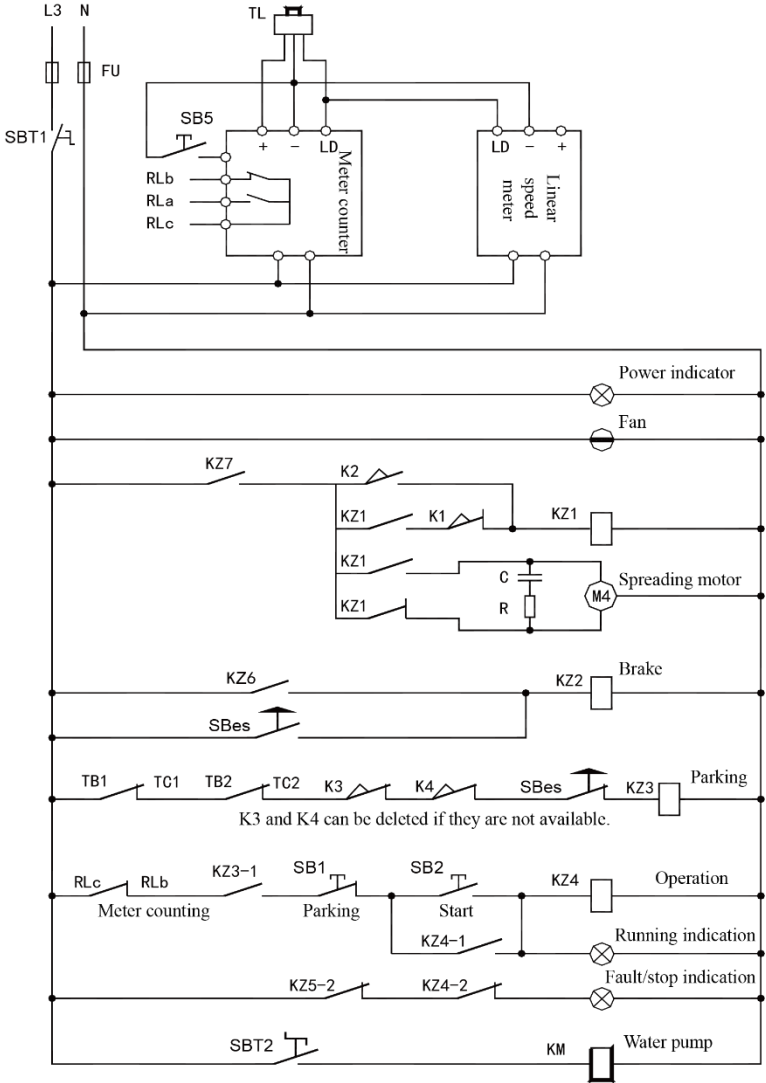 L3 N TL
FU
SBT1
SB5
+ − LD
LD − +
RLb
RLa
RLc
Meter counter
Linear
speed
meter
Power indicator
Fan
KZ7 K2
KZ1 K1 KZ1
KZ1
C
R
M4
Spreading motor
KZ1
KZ6 KZ2 Brake
SBes
TB1 TC1 TB2 TC2 K3 K4 SBes KZ3 Parking
K3 and K4 can be deleted if they are not available.
RLc RLb KZ3-1 SB1 SB2 KZ4 Operation
Meter counting Parking Start
KZ4-1 Running indication
KZ5-2 KZ4-2 Fault/stop indication
SBT2 KM Water pump